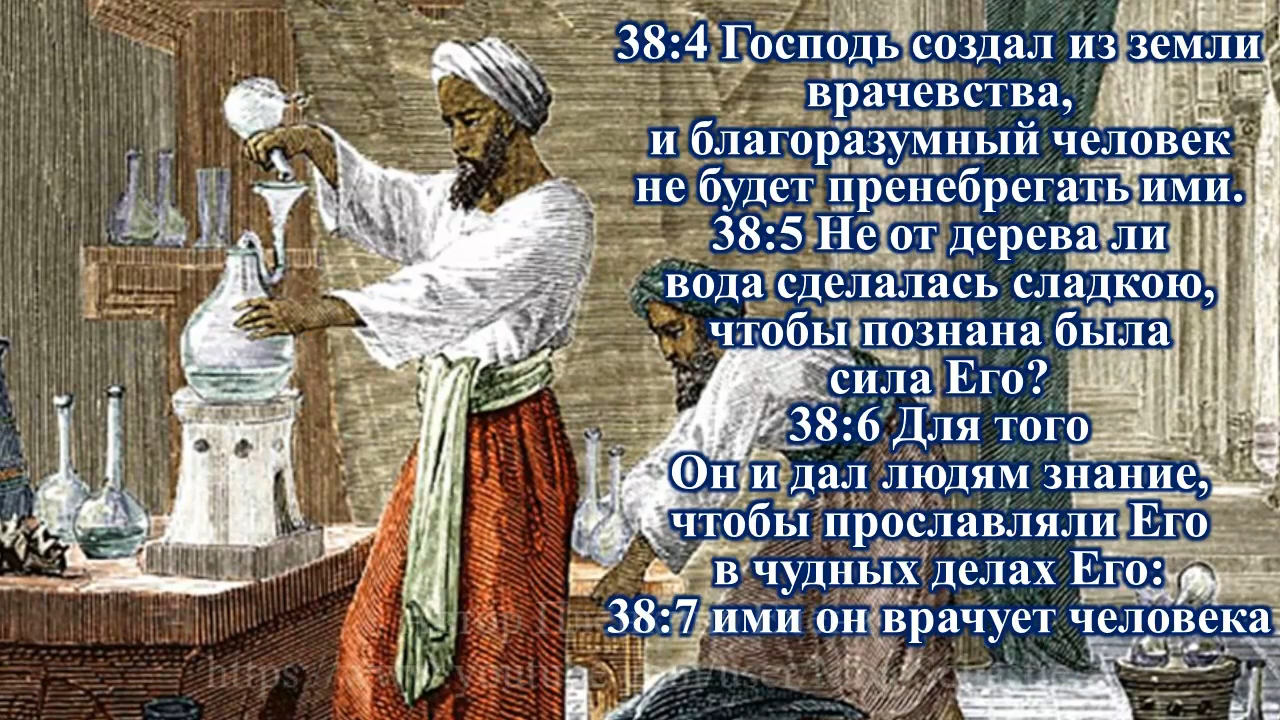 38:4 Господь создал из земли
врачевства,
и благоразумный человек
не будет пренебрегать ими.
38:5 Не от дерева ли
вода сделалась сладкою,
чтобы познана была
сила Его?
38:6 Для того
Он и дал людям знание,
чтобы прославляли Его
в чудных делах Его:
38:7 ими он врачует человека